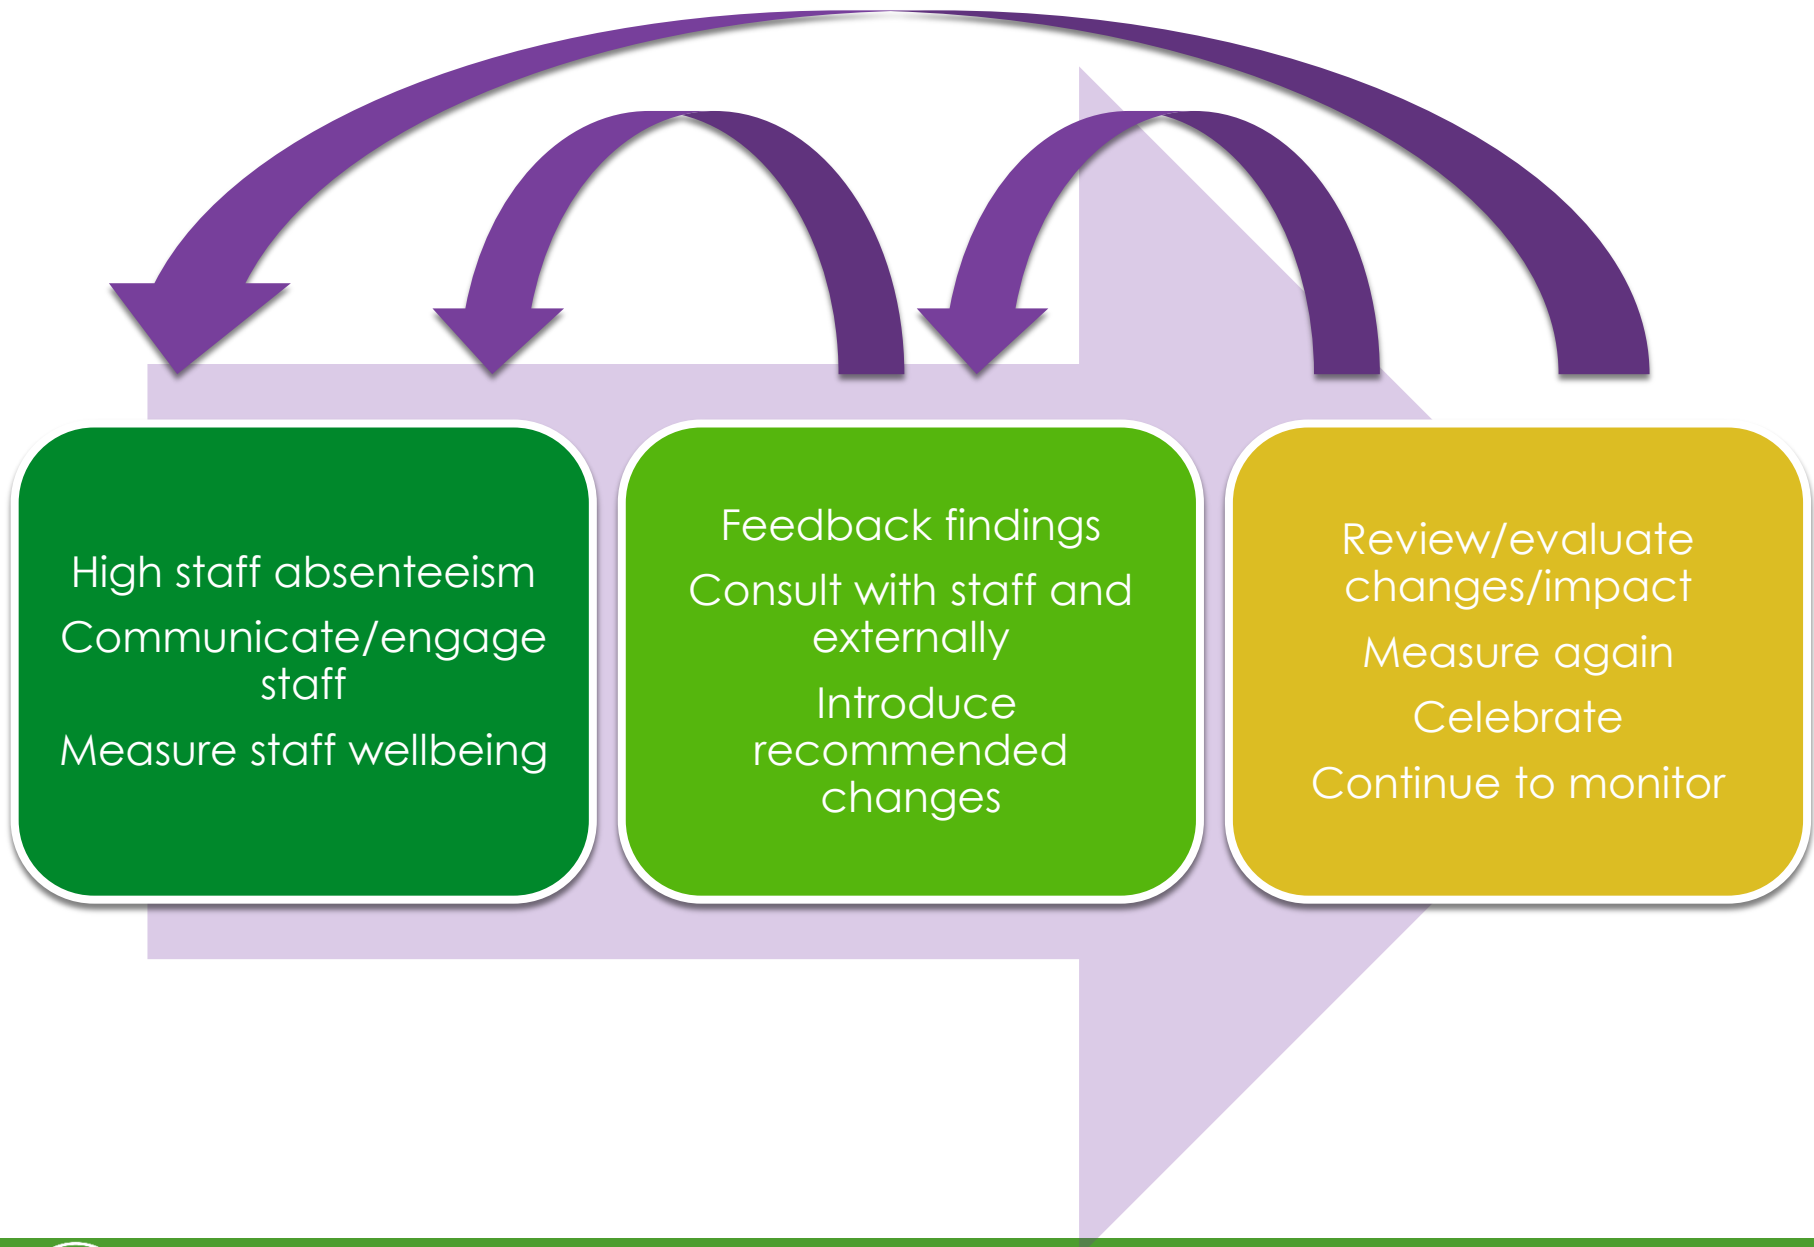 High staff absenteeism
Communicate/engage
staff
Measure staff wellbeing
Feedback findings
Consult with staff and
externally
Introduce
recommended
changes
Review/evaluate
changes/impact
Measure again
Celebrate
Continue to monitor